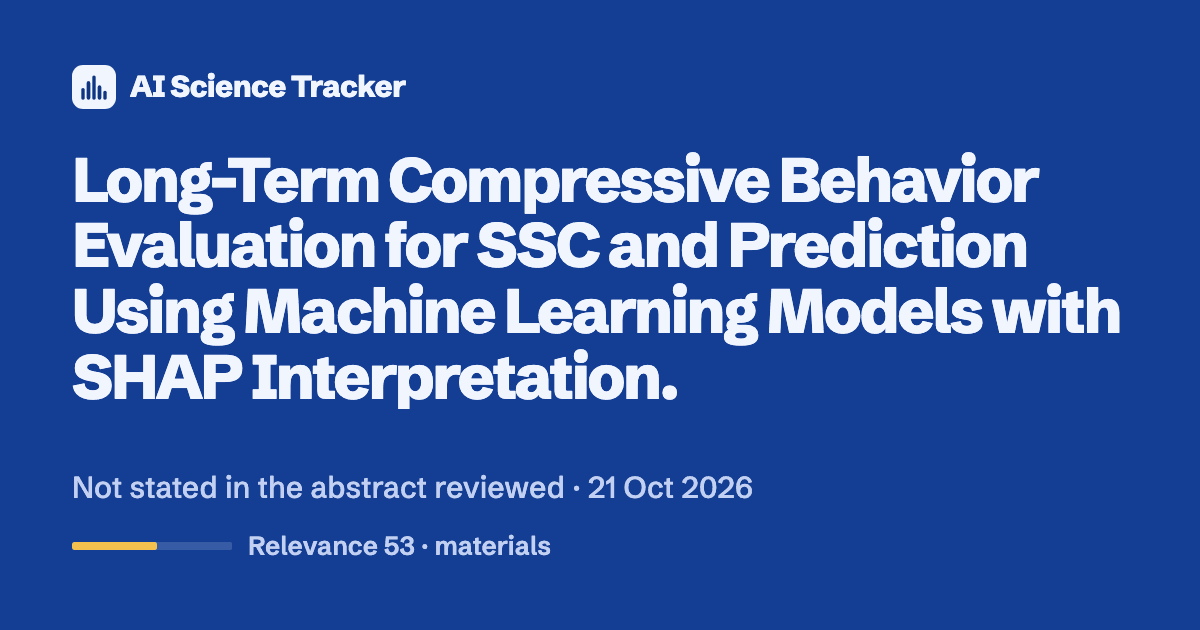 AI Science Tracker
Long-Term Compressive Behavior
Evaluation for SSC and Prediction
Using Machine Learning Models with
SHAP Interpretation.
Not stated in the abstract reviewed · 21 Oct 2026
Relevance 53 · materials